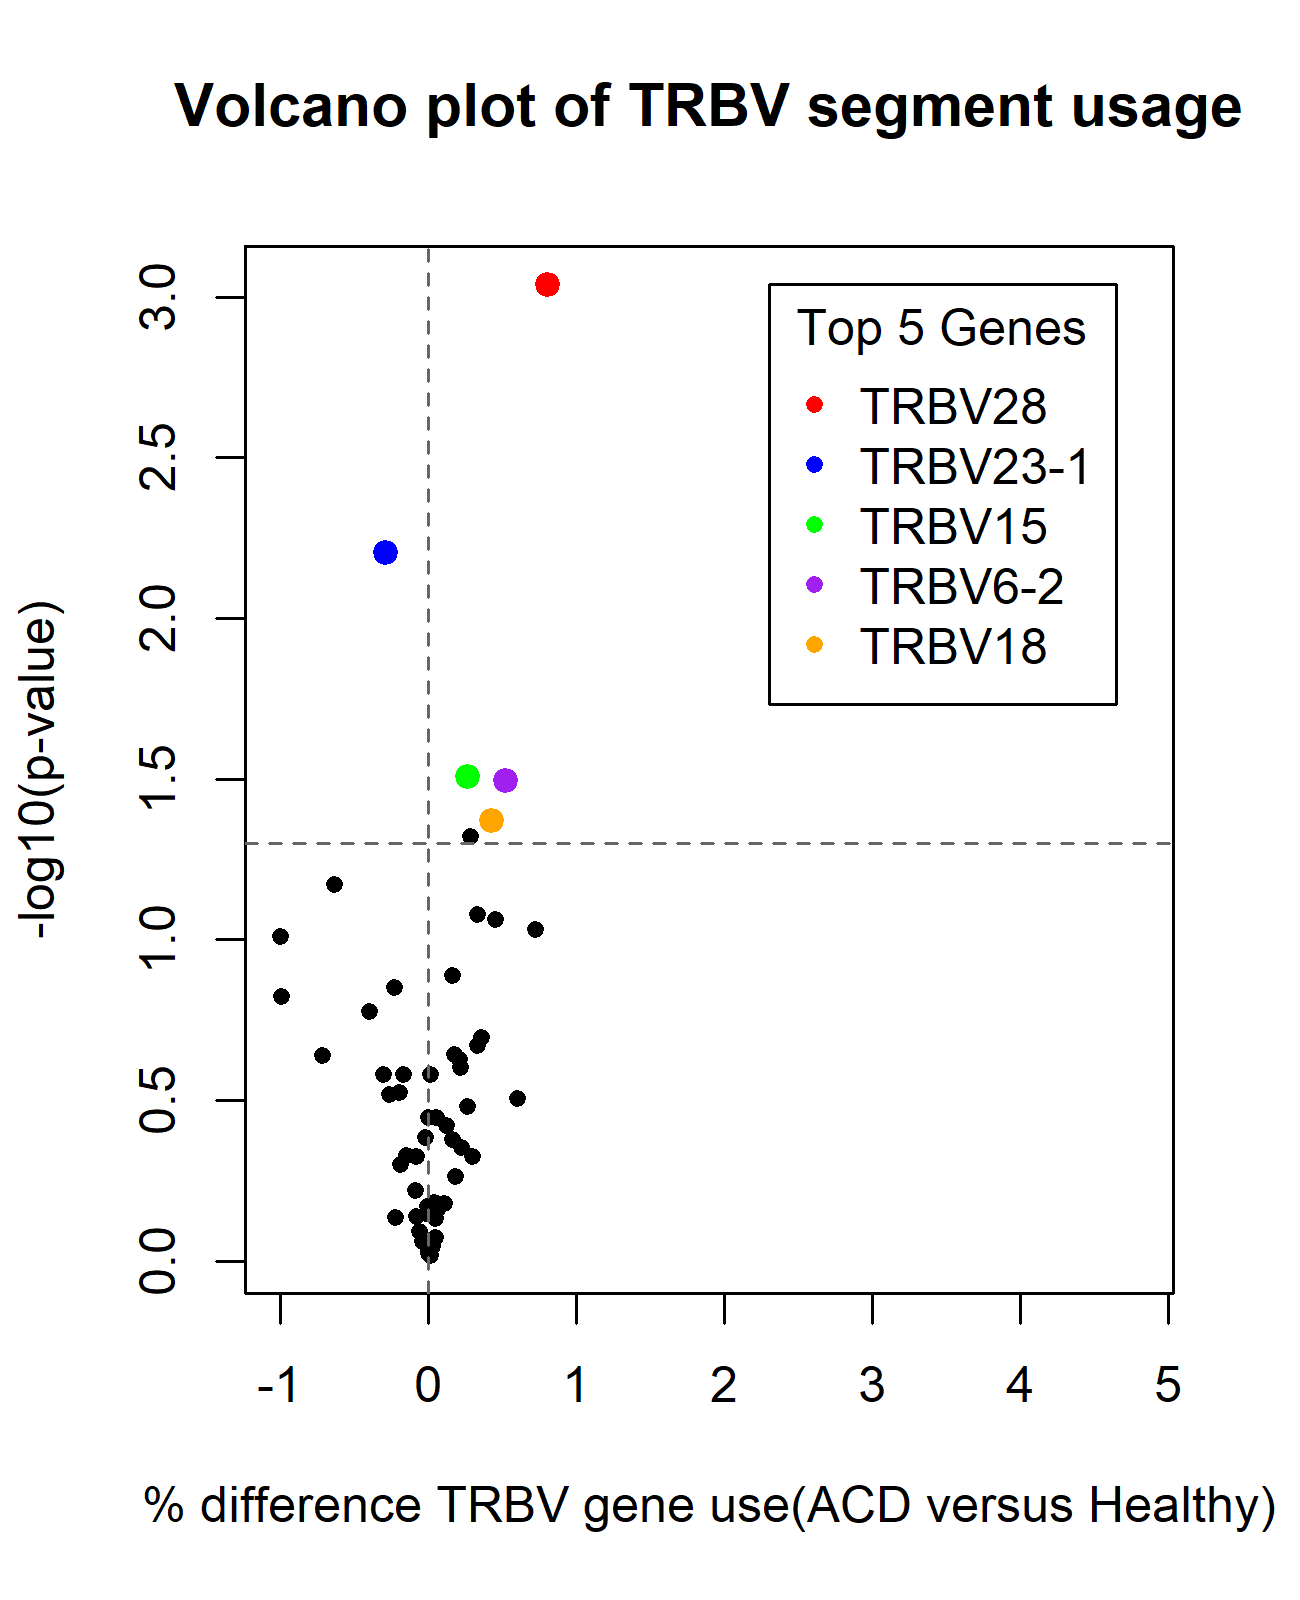 Volcano plot of TRBV segment usage
3.0
2.5
2.0
1.5
1.0
0.5
0.0
-log10(p-value)
Top 5 Genes
TRBV28
TRBV23-1
TRBV15
TRBV6-2
TRBV18
-1 0 1 2 3 4 5
% difference TRBV gene use(ACD versus Healthy)